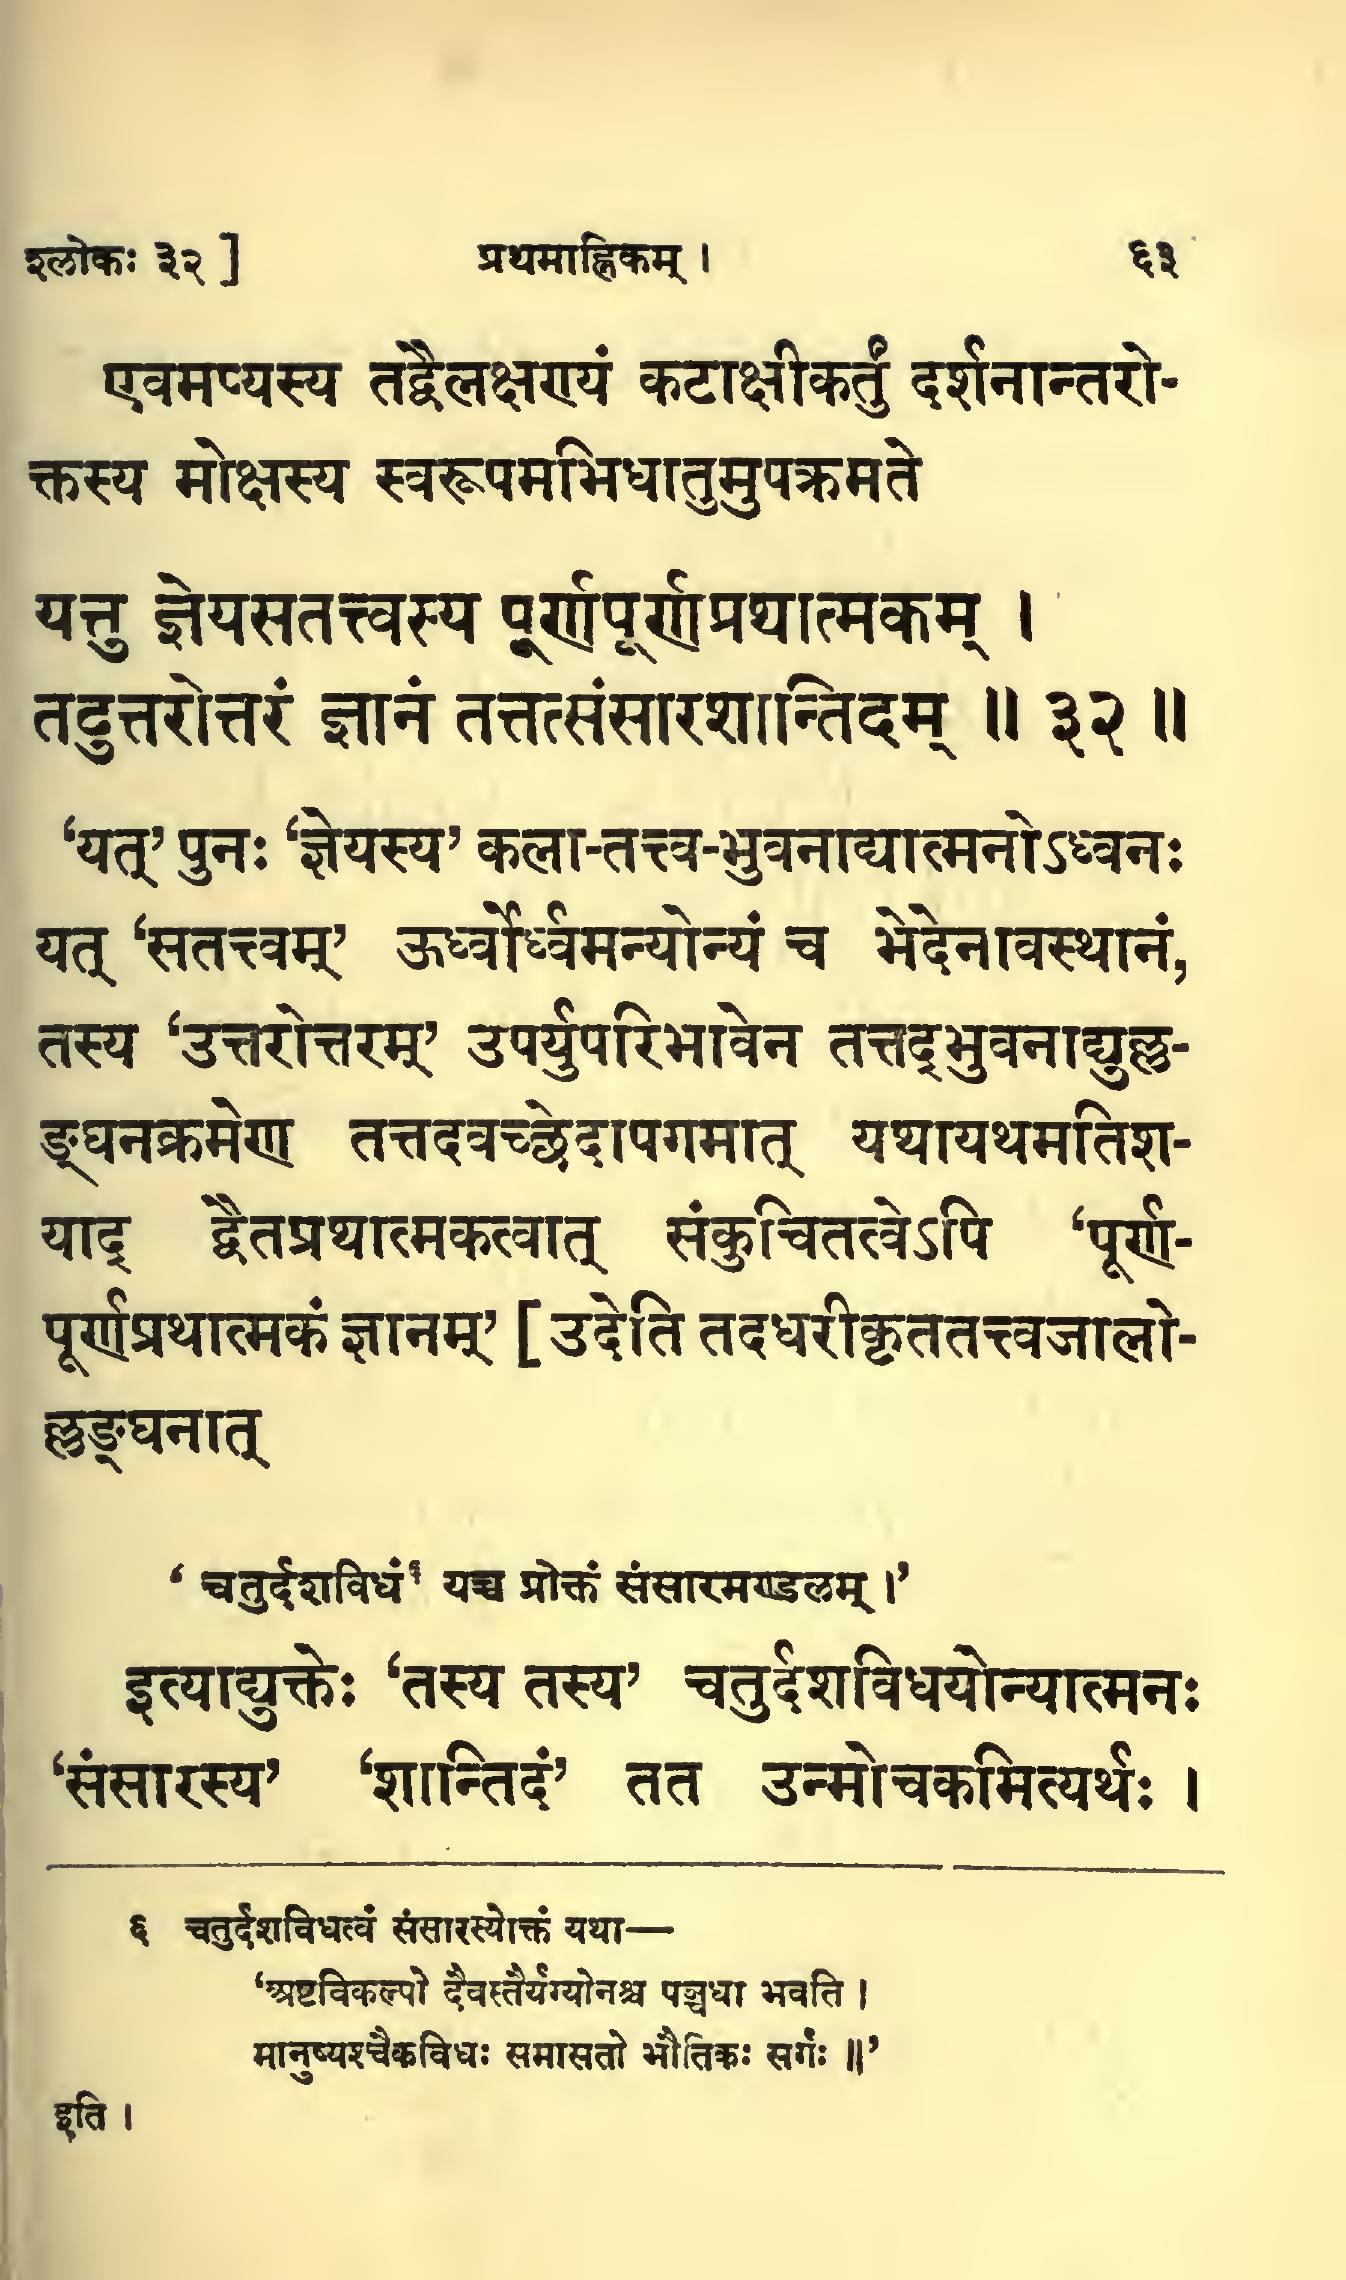 श्लोकः ३२ ] प्रथमाह्निकम् । ६३
एवमप्यस्य तद्वैलक्षण्यं कटाक्षीकर्तुं दर्शनान्तरो-
क्तस्य मोक्षस्य स्वरूपमभिधातुमुपक्रमते
यत्तु ज्ञेयसतत्त्वस्य पूर्णपूर्णप्रथात्मकम् ।
तदुत्तरोत्तरं ज्ञानं तत्तत्संसारशान्तिदम् ॥ ३२ ॥
‘यत्’ पुनः ‘ज्ञेयस्य’ कला-तत्त्व-भुवनाद्यात्मनोऽध्वनः
यत् ‘सतत्त्वम्’ ऊर्ध्वोर्ध्वमन्योन्यं च भेदेनावस्थानं,
तस्य ‘उत्तरोत्तरम्’ उपर्युपरिभावेन तत्तद्भुवनाद्युल्ल-
ङ्घनक्रमेण तत्तदवच्छेदापगमात् यथायथमतिश-
याद् द्वैतप्रथात्मकत्वात् संकुचितत्वेऽपि ‘पूर्ण-
पूर्णप्रथात्मकं ज्ञानम्’ [ उदेति तदधरीकृततत्त्वजालो-
ल्लङ्घनात्
‘ चतुर्दशविधं६ यच्च प्रोक्तं संसारमण्डलम् ।’
इत्याद्युक्तेः ‘तस्य तस्य’ चतुर्दशविधयोन्यात्मनः
‘संसारस्य’ ‘शान्तिदं’ तत उन्मोचकमित्यर्थः ।
६ चतुर्दशविधत्वं संसारस्योक्तं यथा—
‘अष्टविकल्पो दैवस्तैर्यग्योनश्च पञ्चधा भवति ।
मानुष्यश्चैकविधः समासतो भौतिकः सर्गः ॥’
इति ।